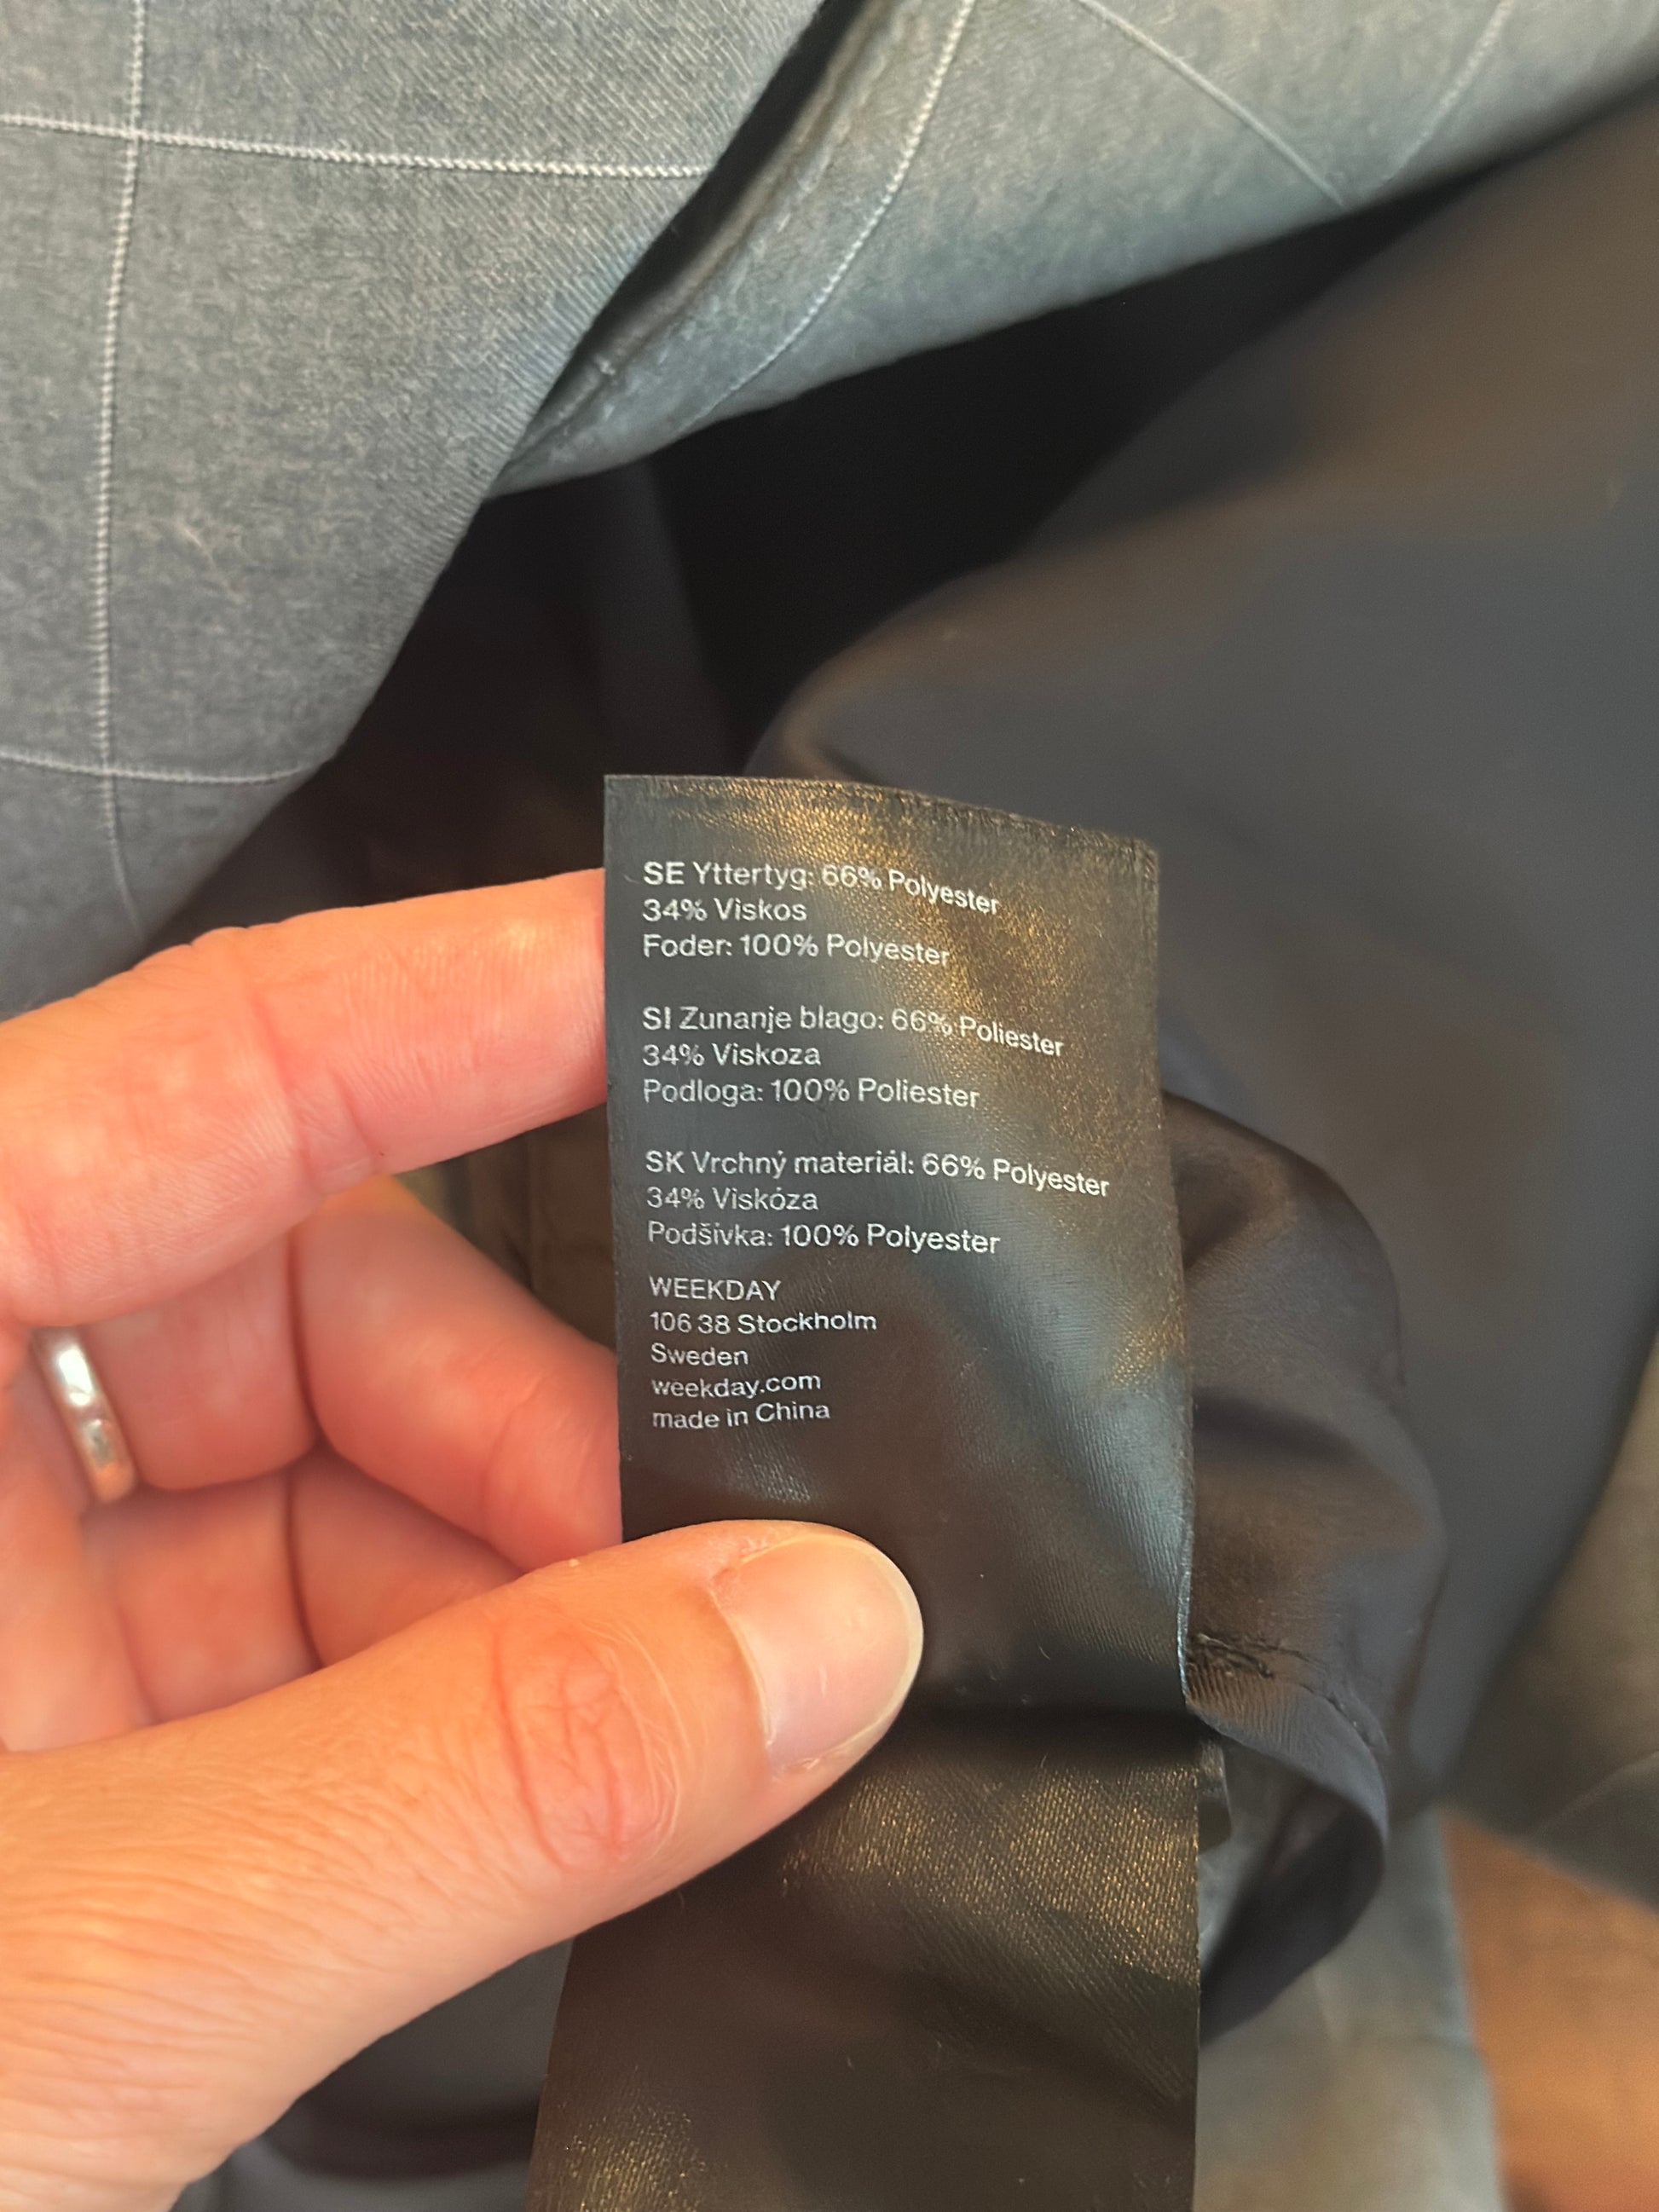 SE Yttertyg: 66% Polyester
34% Viskos
Foder: 100% Polyester
SI Zunanje blago: 66% Poliester
34% Viskoza
Podloga: 100% Poliester
SK Vrchný materiál: 66% Polyester
34% Viskóza
Podšívka: 100% Polyester
WEEKDAY
106 38 Stockholm
Sweden
weekday.com
made in China